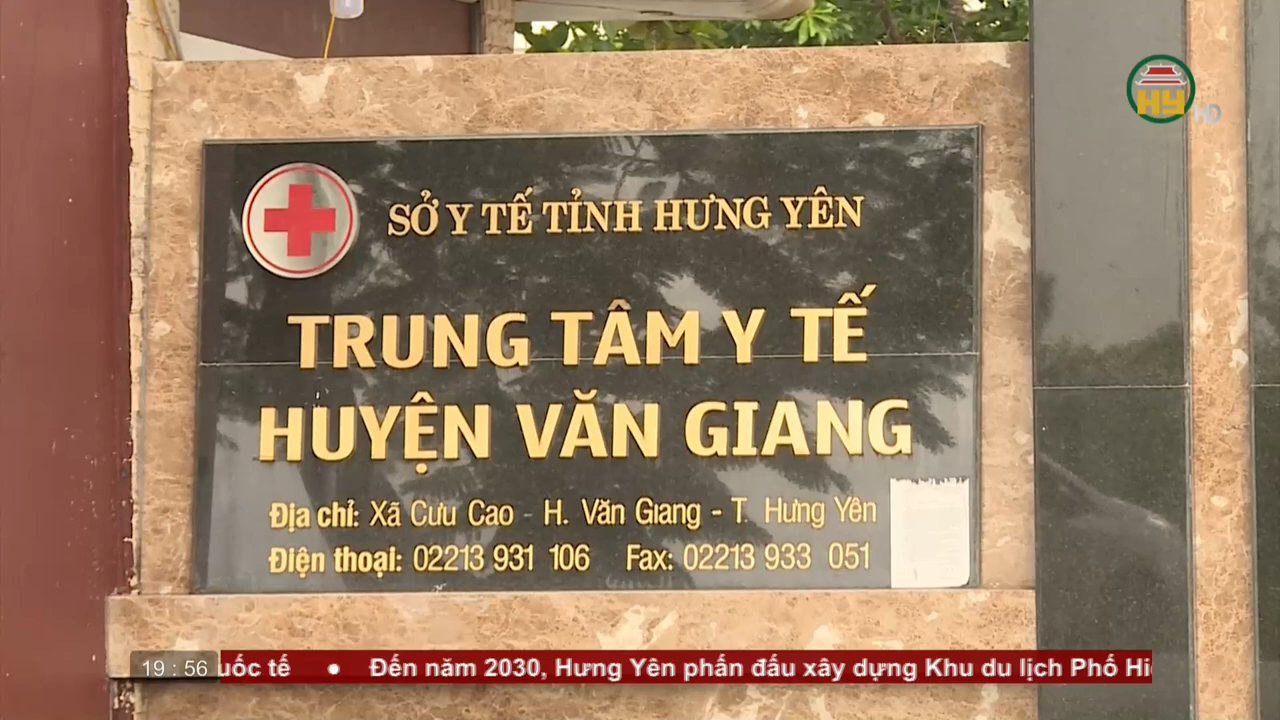 HY HD
SỞ Y TẾ TỈNH HƯNG YÊN
TRUNG TÂM Y TẾ
HUYỆN VĂN GIANG
Địa chỉ: Xã Cửu Cao - H. Văn Giang - T. Hưng Yên
Điện thoại: 02213 931 106 Fax: 02213 933 051
19 : 56 uốc tế ● Đến năm 2030, Hưng Yên phấn đấu xây dựng Khu du lịch Phố Hi